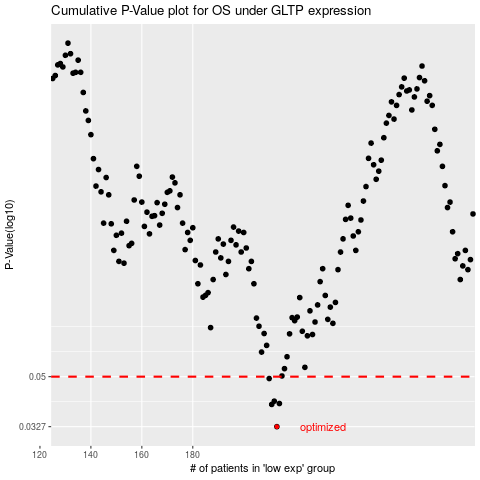 Cumulative P-Value plot for OS under GLTP expression
P-Value(log10)
0.05
0.0327
optimized
120 140 160 180
# of patients in 'low exp' group